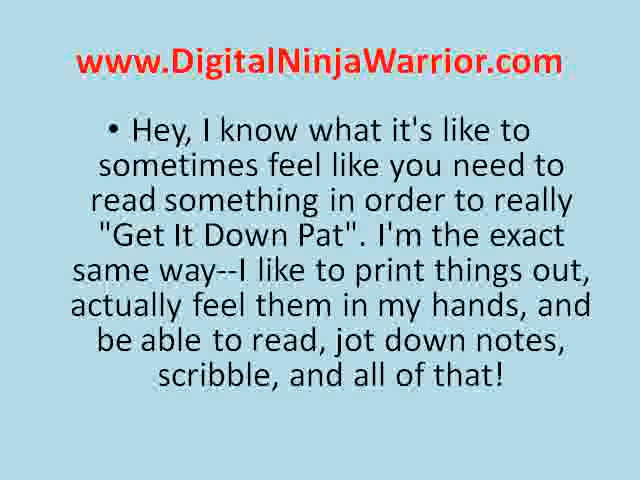 www.DigitalNinjaWarrior.com
• Hey, I know what it's like to
sometimes feel like you need to
read something in order to really
"Get It Down Pat". I'm the exact
same way--I like to print things out,
actually feel them in my hands, and
be able to read, jot down notes,
scribble, and all of that!